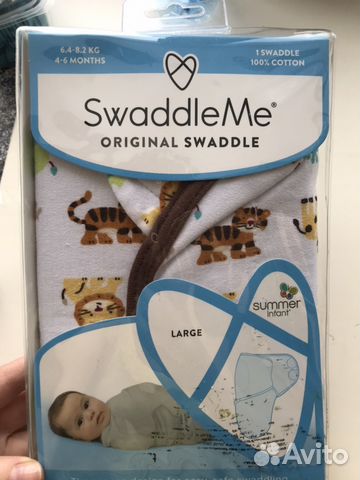 6.4-8.2 KG
4-6 MONTHS
1 SWADDLE
100% COTTON
SwaddleMe®
ORIGINAL SWADDLE
summer
infant®
LARGE
Avito